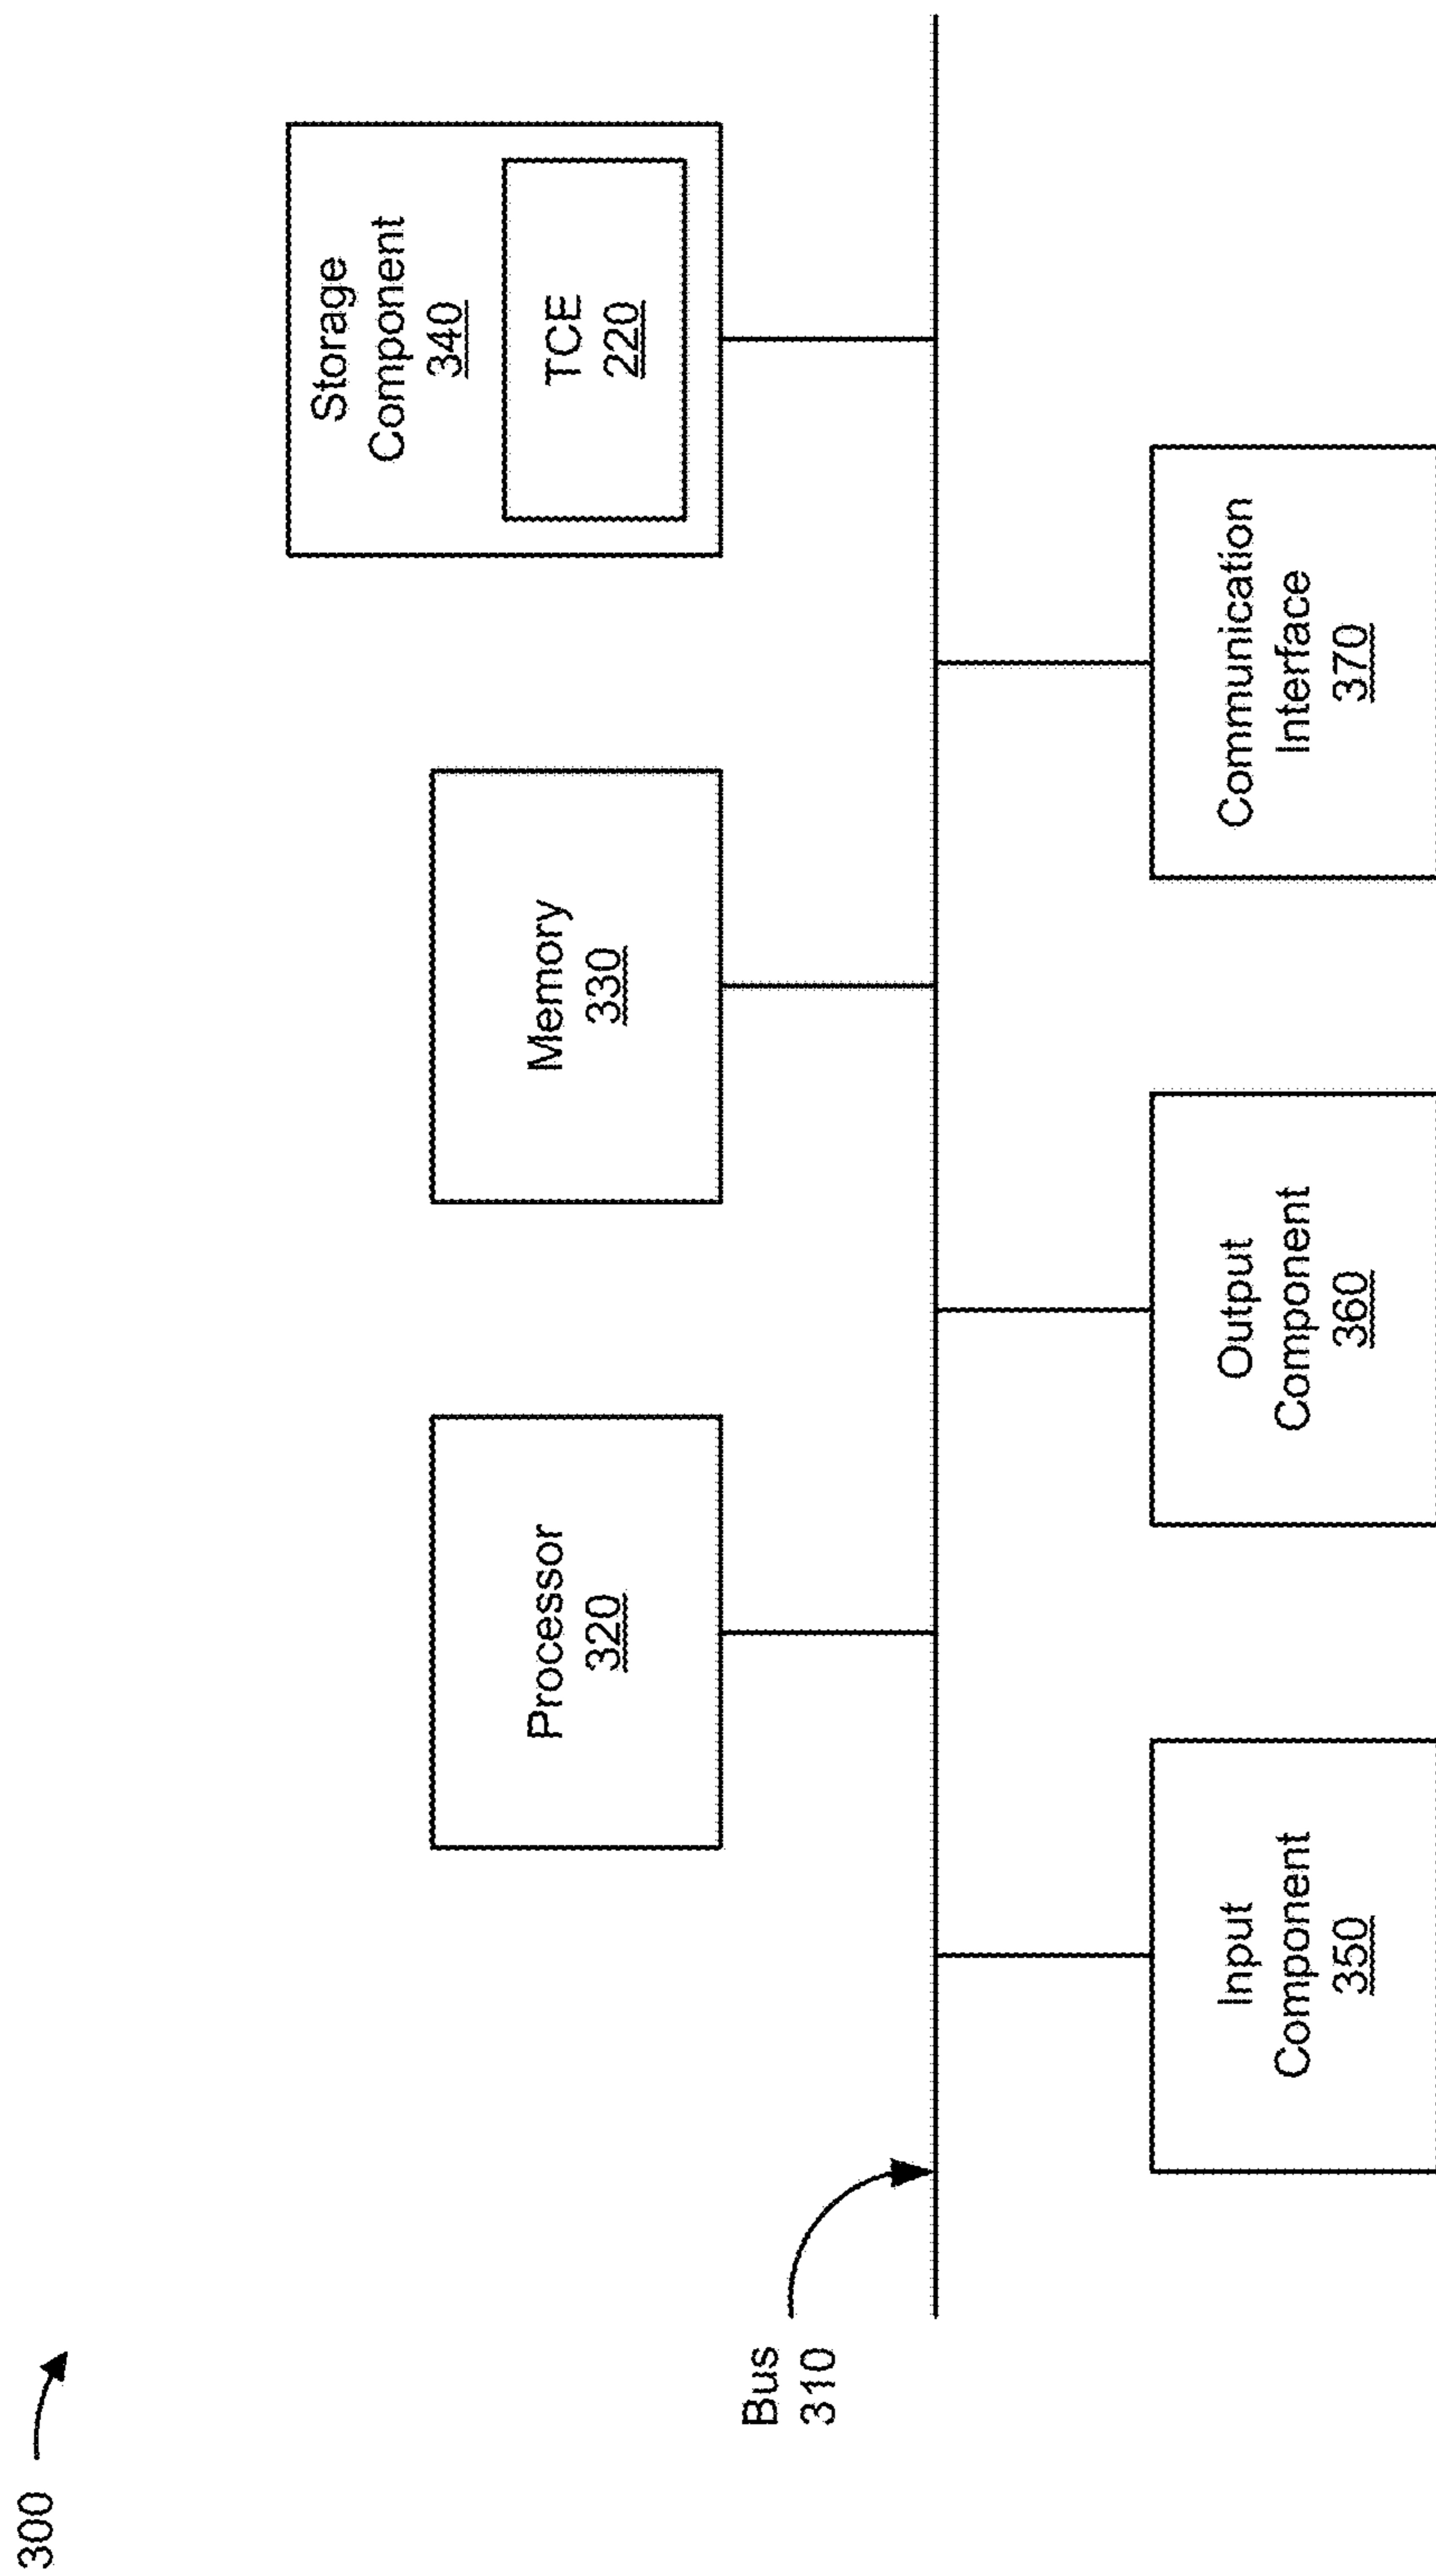 300
Storage
Component
340
TCE
220
Memory
330
Processor
320
Bus
310
Input
Component
350
Output
Component
360
Communication
Interface
370